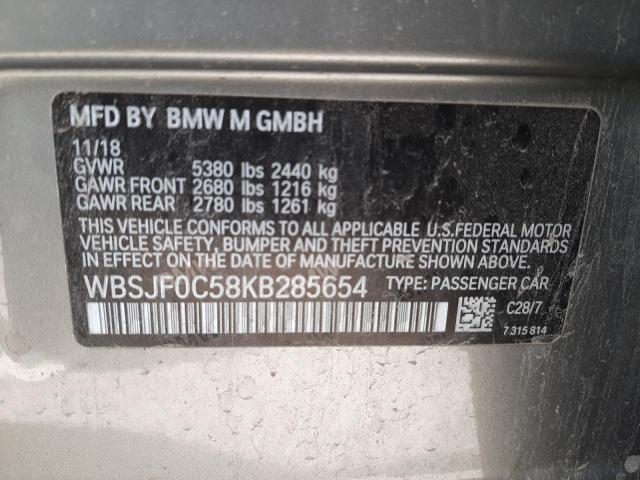 MFD BY BMW M GMBH
11/18
GVWR 5380 lbs 2440 kg
GAWR FRONT 2680 lbs 1216 kg
GAWR REAR 2780 lbs 1261 kg
THIS VEHICLE CONFORMS TO ALL APPLICABLE U.S.FEDERAL MOTOR
VEHICLE SAFETY, BUMPER AND THEFT PREVENTION STANDARDS
IN EFFECT ON THE DATE OF MANUFACTURE SHOWN ABOVE.
WBSJF0C58KB285654 TYPE: PASSENGER CAR
C28/7
7 315 814